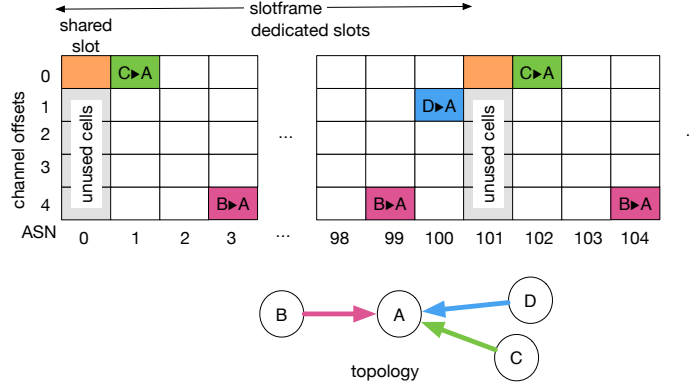 slotframe
shared
slot
dedicated slots
channel offsets
0 C▸A C▸A
1 D▸A
2 ...
3
4 B▸A B▸A B▸A
unused cells unused cells
ASN 0 1 2 3 ... 98 99 100 101 102 103 104
B A D
C
topology